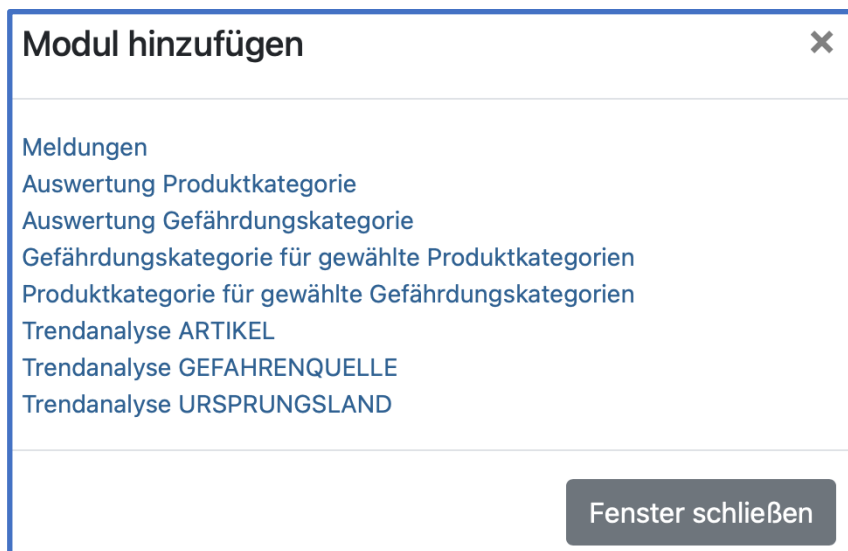 Modul hinzufügen
×
Meldungen
Auswertung Produktkategorie
Auswertung Gefährdungskategorie
Gefährdungskategorie für gewählte Produktkategorien
Produktkategorie für gewählte Gefährdungskategorien
Trendanalyse ARTIKEL
Trendanalyse GEFAHRENQUELLE
Trendanalyse URSPRUNGSLAND
Fenster schließen